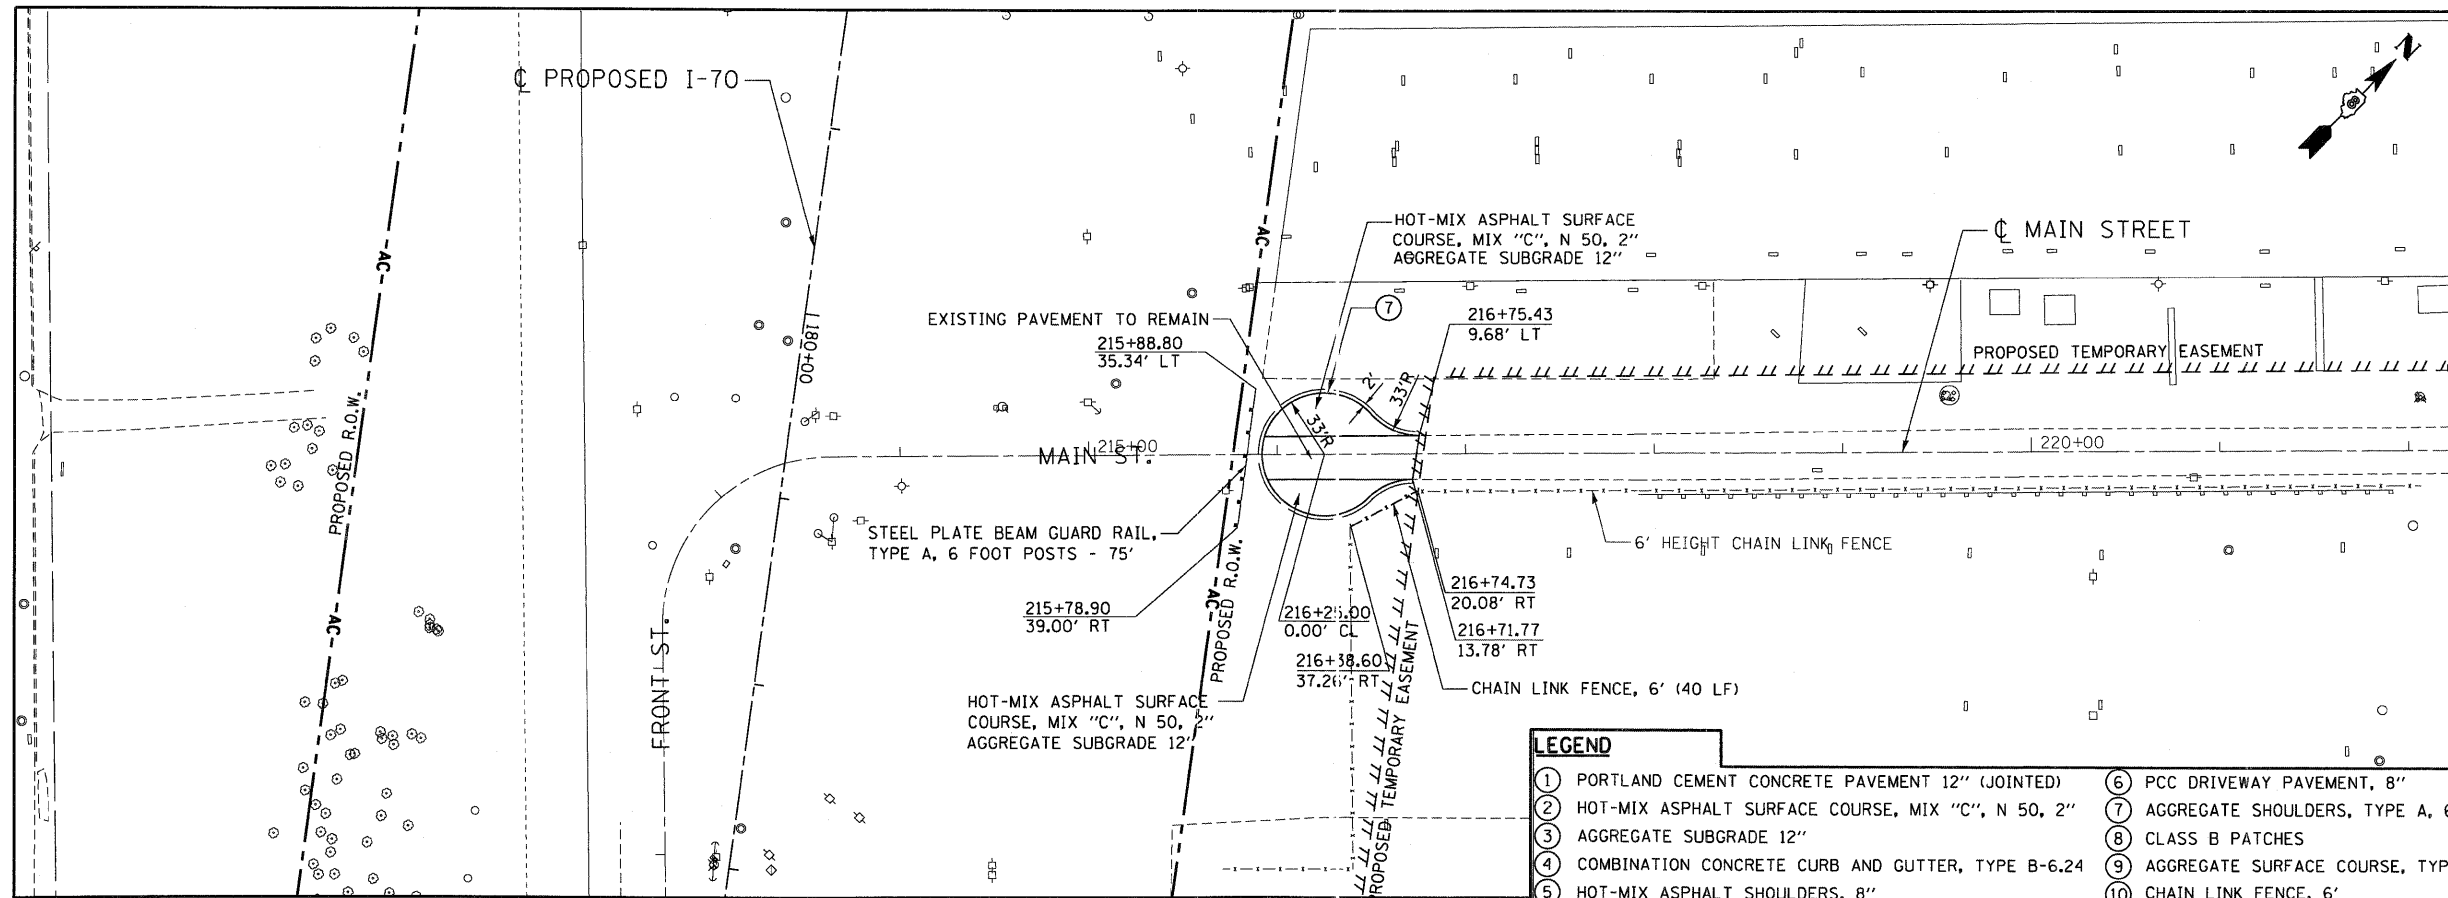 ℄ PROPOSED I-70
N
HOT-MIX ASPHALT SURFACE
COURSE, MIX "C", N 50, 2"
AGGREGATE SUBGRADE 12"
℄ MAIN STREET
AC
AC
7
EXISTING PAVEMENT TO REMAIN
215+88.80
35.34' LT
216+75.43
9.68' LT
1180+00
PROPOSED TEMPORARY EASEMENT
2'
33'R
33'R
PROPOSED R.O.W.
MAIN ST.
215+00
220+00
STEEL PLATE BEAM GUARD RAIL,
TYPE A, 6 FOOT POSTS - 75'
6' HEIGHT CHAIN LINK FENCE
AC
AC
PROPOSED R.O.W.
215+78.90
39.00' RT
216+25.00
0.00' CL
216+74.73
20.08' RT
216+71.77
13.78' RT
216+38.60
37.26' RT
FRONT ST.
PROPOSED TEMPORARY EASEMENT
CHAIN LINK FENCE, 6' (40 LF)
HOT-MIX ASPHALT SURFACE
COURSE, MIX "C", N 50, 2"
AGGREGATE SUBGRADE 12"
LEGEND
1 PORTLAND CEMENT CONCRETE PAVEMENT 12" (JOINTED)
2 HOT-MIX ASPHALT SURFACE COURSE, MIX "C", N 50, 2"
3 AGGREGATE SUBGRADE 12"
4 COMBINATION CONCRETE CURB AND GUTTER, TYPE B-6.24
5 HOT-MIX ASPHALT SHOULDERS, 8"
6 PCC DRIVEWAY PAVEMENT, 8"
7 AGGREGATE SHOULDERS, TYPE A, 6
8 CLASS B PATCHES
9 AGGREGATE SURFACE COURSE, TYP
10 CHAIN LINK FENCE, 6'